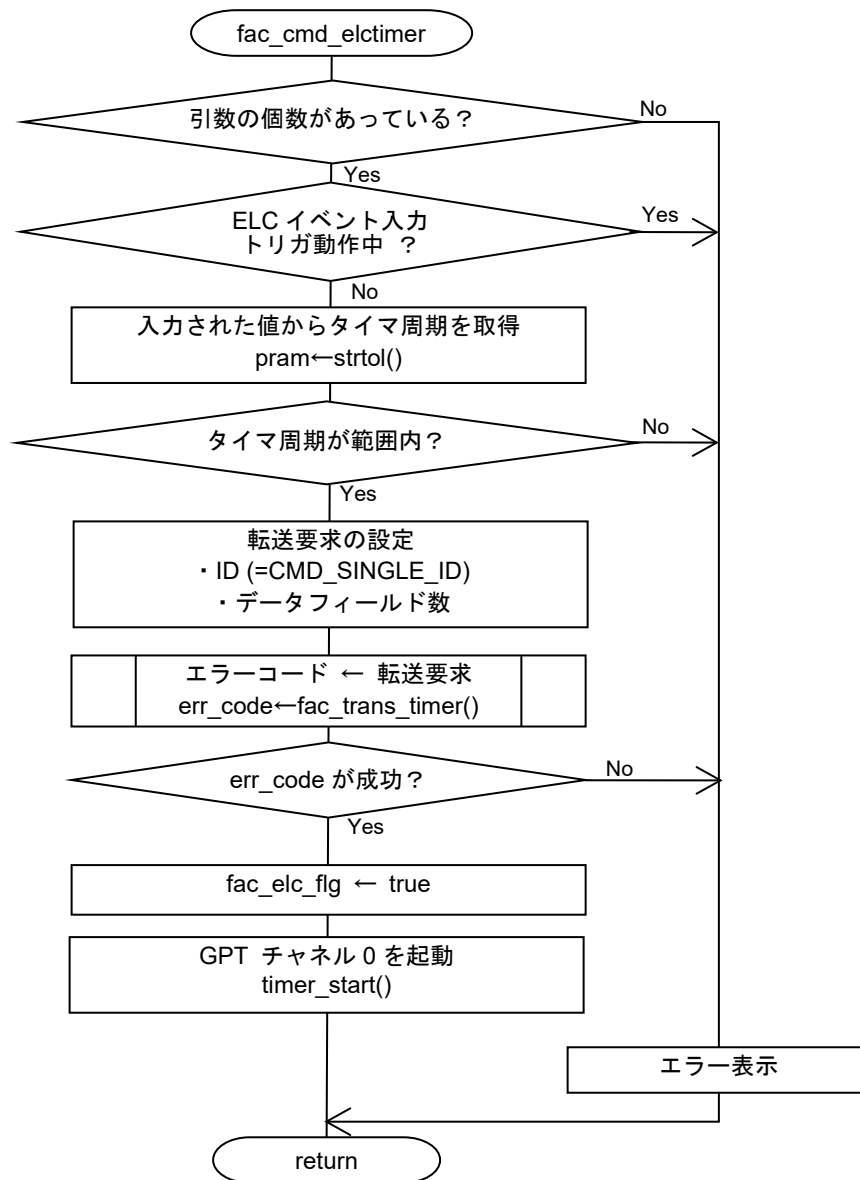 fac_cmd_elctimer
引数の個数があっている？
No
Yes
ELC イベント入力
トリガ動作中 ？
Yes
No
入力された値からタイマ周期を取得
pram←strtol()
タイマ周期が範囲内？
No
Yes
転送要求の設定
・ID (=CMD_SINGLE_ID)
・データフィールド数
エラーコード ← 転送要求
err_code←fac_trans_timer()
err_code が成功？
No
Yes
fac_elc_flg ← true
GPT チャネル 0 を起動
timer_start()
エラー表示
return